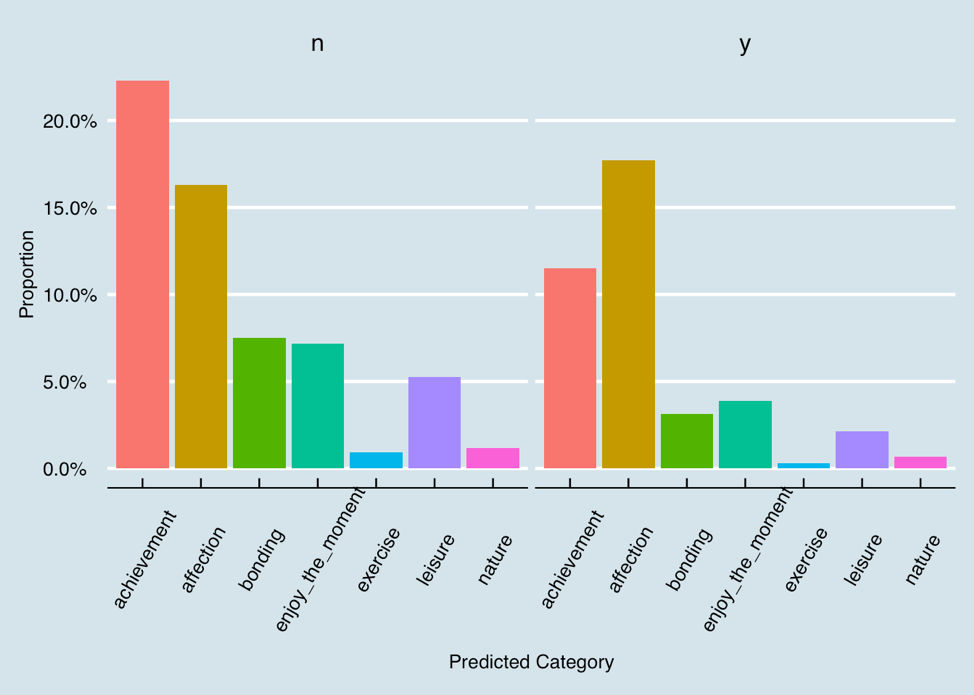 n
y
20.0%
15.0%
10.0%
5.0%
0.0%
Proportion
achievement
affection
bonding
enjoy_the_moment
exercise
leisure
nature
achievement
affection
bonding
enjoy_the_moment
exercise
leisure
nature
Predicted Category